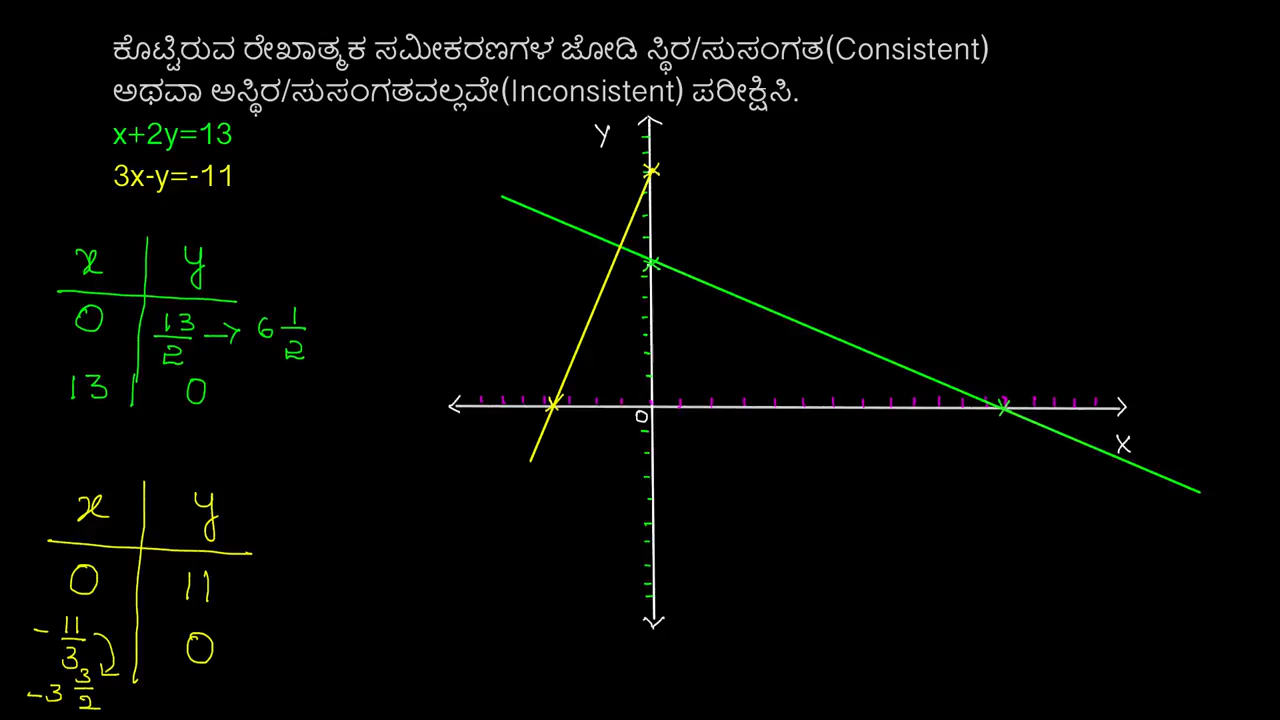 ಕೊಟ್ಟಿರುವ ರೇಖಾತ್ಮಕ ಸಮೀಕರಣಗಳ ಜೋಡಿ ಸ್ಥಿರ/ಸುಸಂಗತ(Consistent)
ಅಥವಾ ಅಸ್ಥಿರ/ಸುಸಂಗತವಲ್ಲವೇ(Inconsistent) ಪರೀಕ್ಷಿಸಿ.
x+2y=13
3x-y=-11
x y
0 13/2 → 6 1/2
13 0
x y
0 11
-11/3 0
-3 3/2
Y
0
X